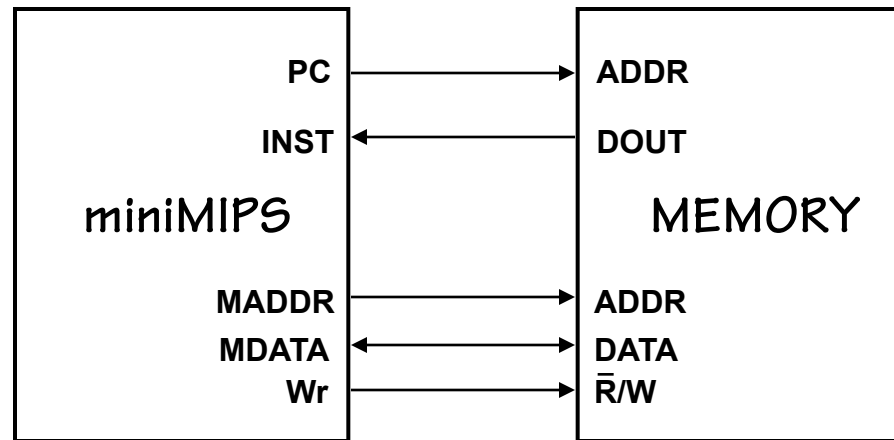 PC ADDR
INST DOUT
miniMIPS MEMORY
MADDR ADDR
MDATA DATA
Wr R̅/W